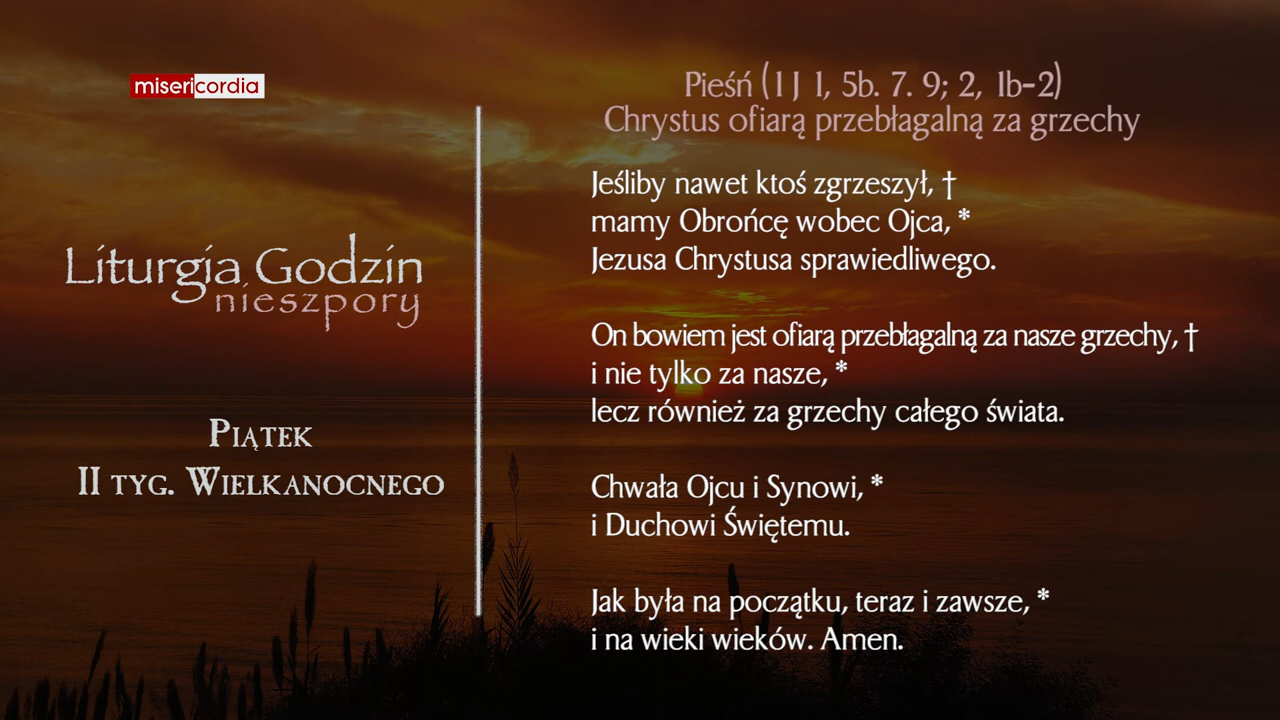 misericordia
Liturgia Godzin
nieszpory
Piątek
II tyg. Wielkanocnego
Pieśń (1 J 1, 5b. 7. 9; 2, 1b-2)
Chrystus ofiarą przebłagalną za grzechy
Jeśliby nawet ktoś zgrzeszył, †
mamy Obrońcę wobec Ojca, *
Jezusa Chrystusa sprawiedliwego.
On bowiem jest ofiarą przebłagalną za nasze grzechy, †
i nie tylko za nasze, *
lecz również za grzechy całego świata.
Chwała Ojcu i Synowi, *
i Duchowi Świętemu.
Jak była na początku, teraz i zawsze, *
i na wieki wieków. Amen.